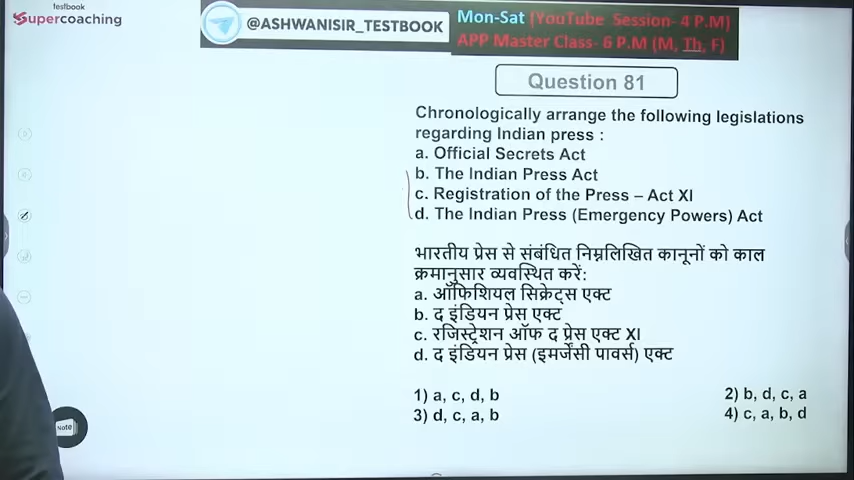 testbook
Supercoaching
@ASHWANISIR_TESTBOOK
Mon-Sat (YouTube Session- 4 P.M)
APP Master Class- 6 P.M (M, Th, F)
Question 81
Chronologically arrange the following legislations
regarding Indian press :
a. Official Secrets Act
b. The Indian Press Act
c. Registration of the Press – Act XI
d. The Indian Press (Emergency Powers) Act
भारतीय प्रेस से संबंधित निम्नलिखित कानूनों को काल
क्रमानुसार व्यवस्थित करें:
a. ऑफिशियल सिक्रेट्स एक्ट
b. द इंडियन प्रेस एक्ट
c. रजिस्ट्रेशन ऑफ द प्रेस एक्ट XI
d. द इंडियन प्रेस (इमर्जेंसी पावर्स) एक्ट
1) a, c, d, b
2) b, d, c, a
3) d, c, a, b
4) c, a, b, d
Note